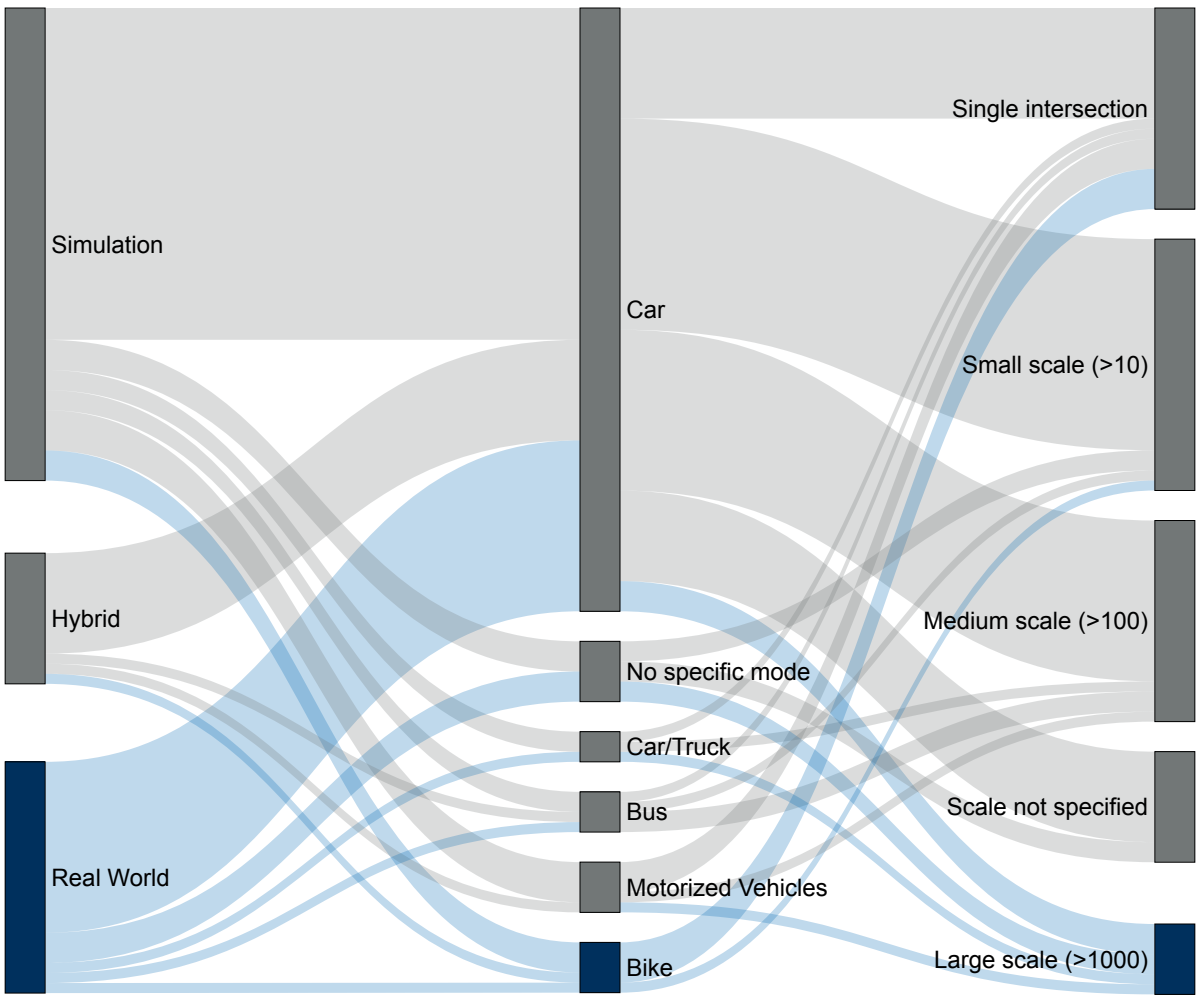 Simulation
Hybrid
Real World
Car
No specific mode
Car/Truck
Bus
Motorized Vehicles
Bike
Single intersection
Small scale (>10)
Medium scale (>100)
Scale not specified
Large scale (>1000)